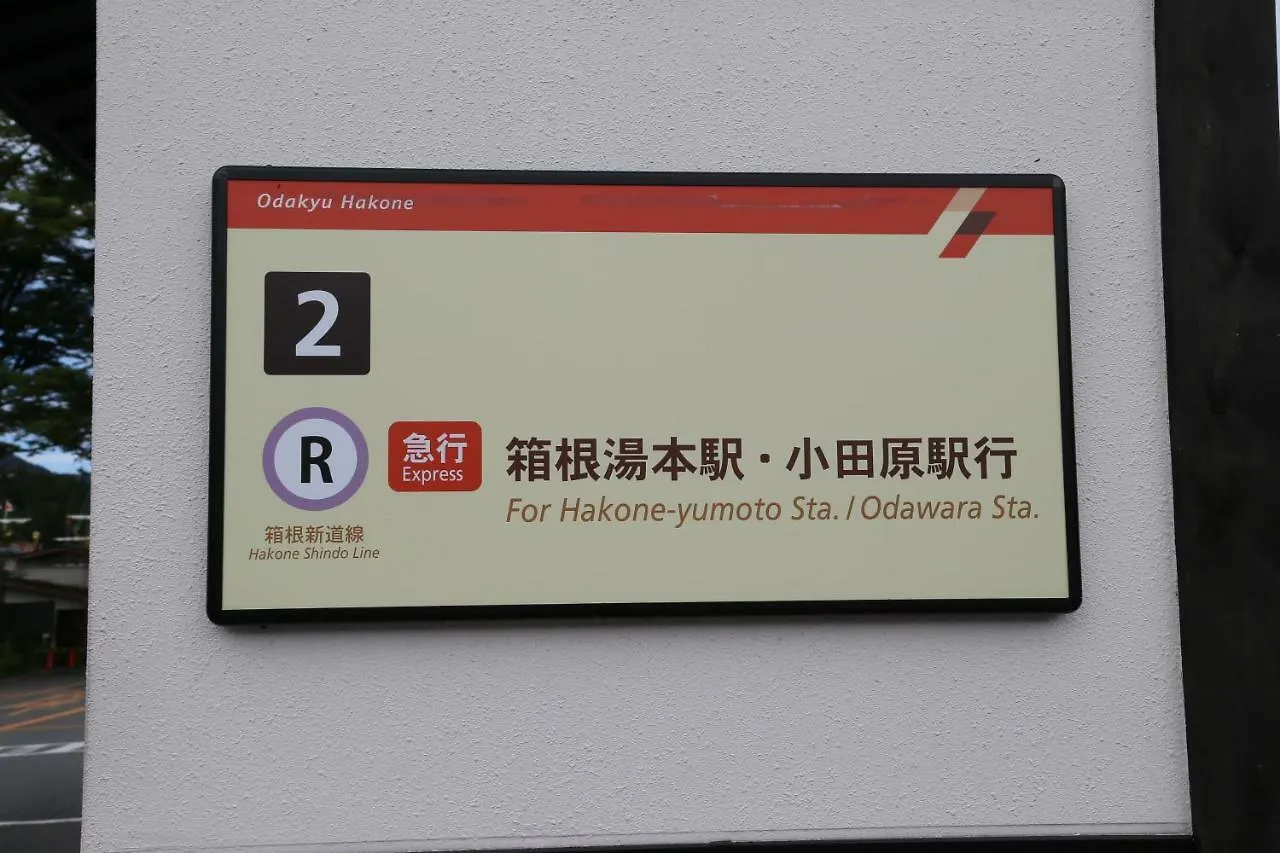 Odakyu Hakone
2
R
急行
Express
箱根湯本駅・小田原駅行
For Hakone-yumoto Sta. / Odawara Sta.
箱根新道線
Hakone Shindo Line